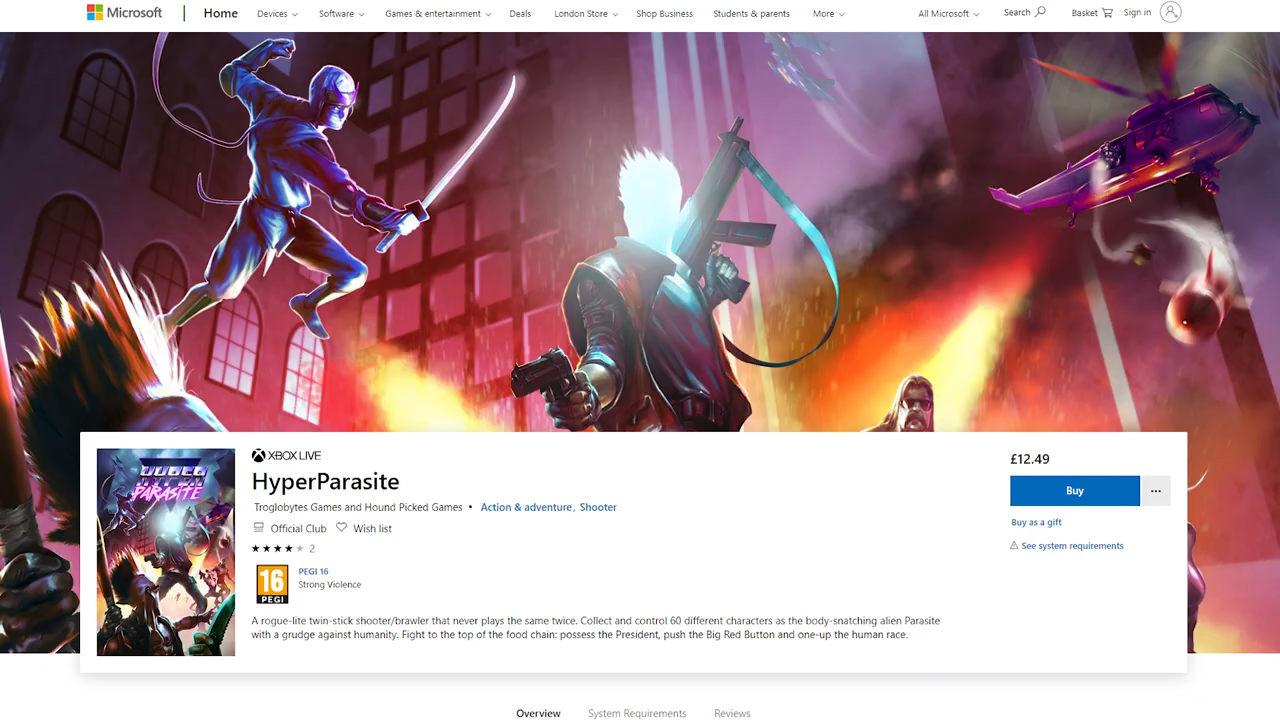 Microsoft
Home
Devices
Software
Games & entertainment
Deals
London Store
Shop Business
Students & parents
More
All Microsoft
Search
Basket
Sign in
HYPER
PARASITE
XBOX LIVE
HyperParasite
Troglobytes Games and Hound Picked Games • Action & adventure, Shooter
Official Club
Wish list
2
16
PEGI
PEGI 16
Strong Violence
A rogue-lite twin-stick shooter/brawler that never plays the same twice. Collect and control 60 different characters as the body-snatching alien Parasite
with a grudge against humanity. Fight to the top of the food chain: possess the President, push the Big Red Button and one-up the human race.
£12.49
Buy
...
Buy as a gift
See system requirements
Overview
System Requirements
Reviews